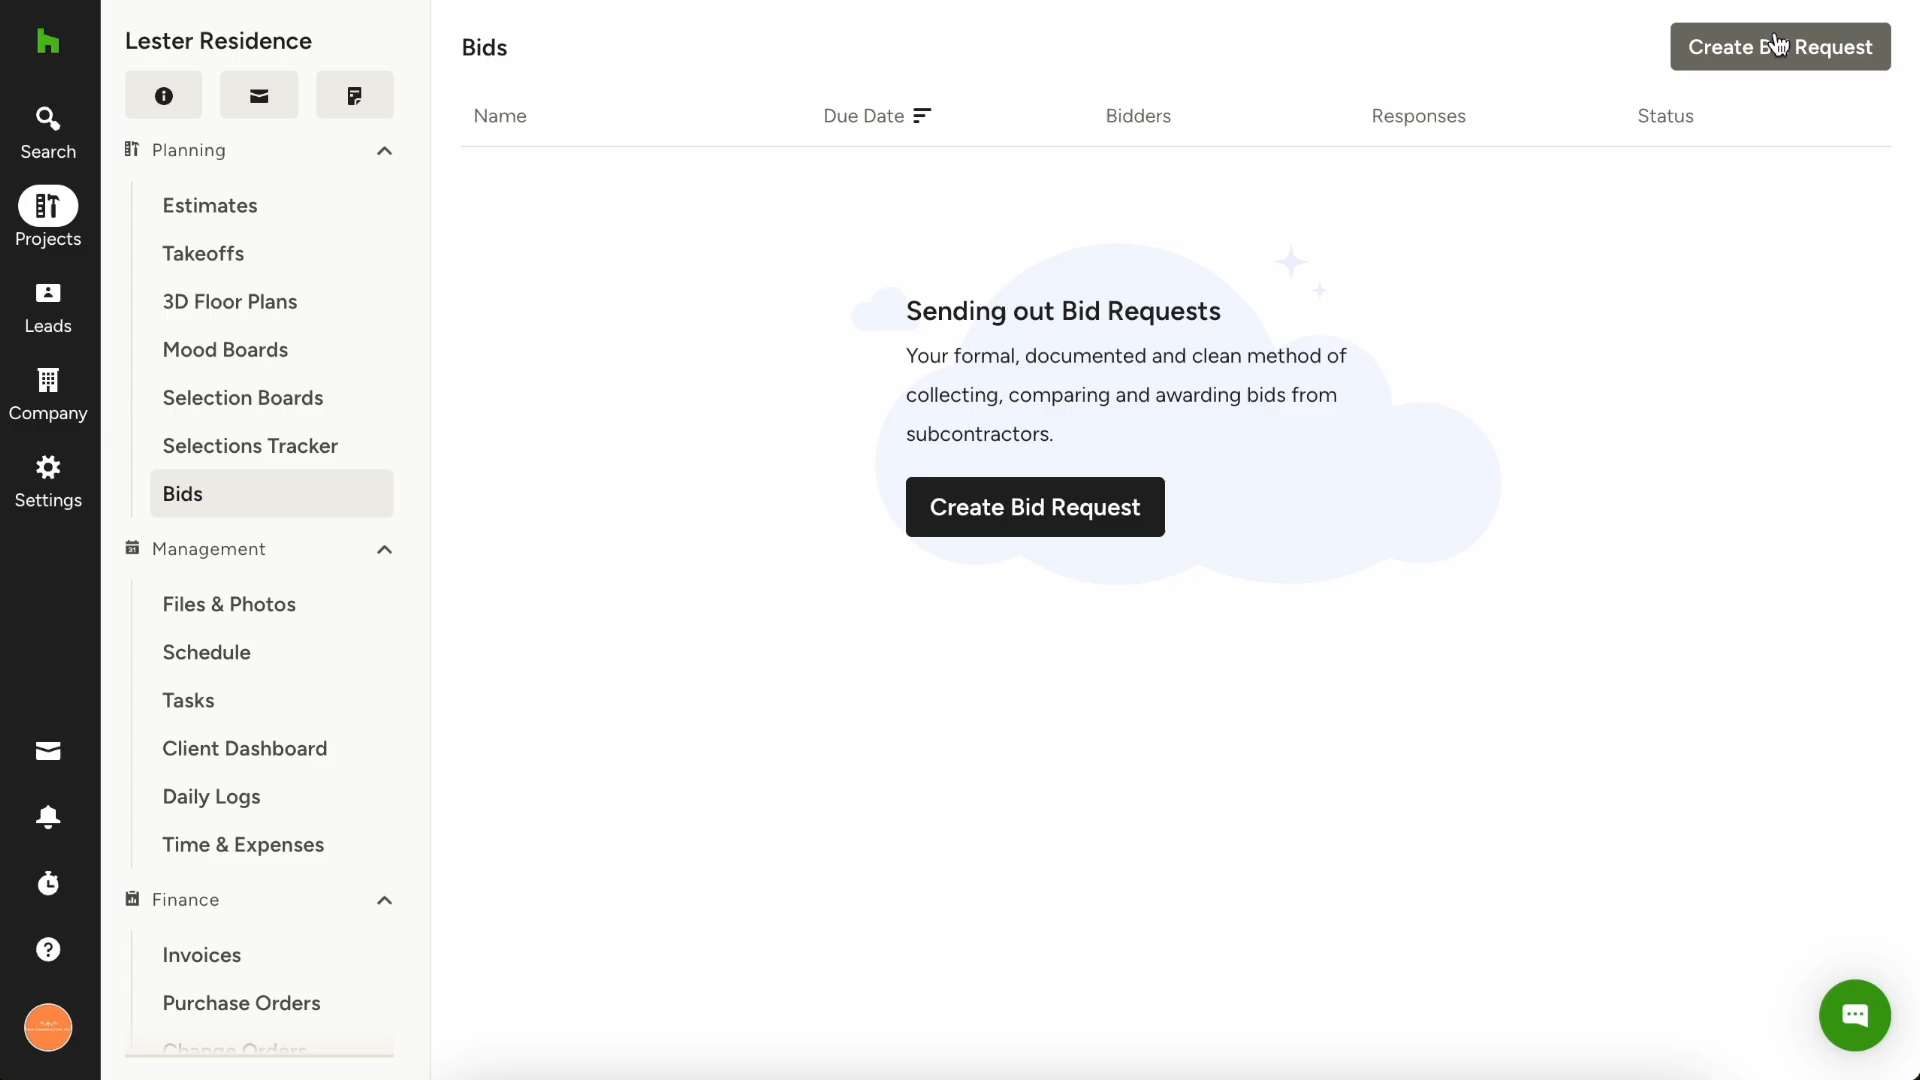 Lester Residence
Search
Projects
Leads
Company
Settings
Planning
Estimates
Takeoffs
3D Floor Plans
Mood Boards
Selection Boards
Selections Tracker
Bids
Management
Files & Photos
Schedule
Tasks
Client Dashboard
Daily Logs
Time & Expenses
Finance
Invoices
Purchase Orders
Change Orders
Bids
Create Bid Request
Name Due Date Bidders Responses Status
Sending out Bid Requests
Your formal, documented and clean method of
collecting, comparing and awarding bids from
subcontractors.
Create Bid Request